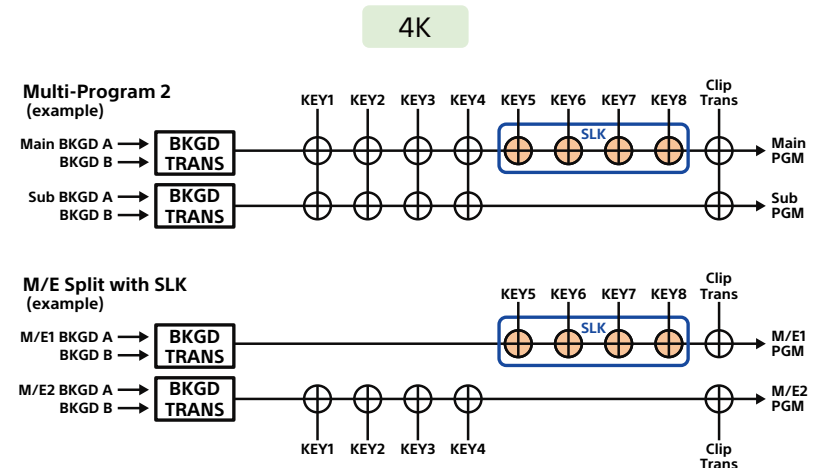 4K
Multi-Program 2
(example)
KEY1 KEY2 KEY3 KEY4 KEY5 KEY6 KEY7 KEY8
Clip
Trans
SLK
Main BKGD A
BKGD B
BKGD
TRANS
Main
PGM
Sub BKGD A
BKGD B
BKGD
TRANS
Sub
PGM
M/E Split with SLK
(example)
KEY5 KEY6 KEY7 KEY8
Clip
Trans
SLK
M/E1 BKGD A
BKGD B
BKGD
TRANS
M/E1
PGM
M/E2 BKGD A
BKGD B
BKGD
TRANS
M/E2
PGM
KEY1 KEY2 KEY3 KEY4
Clip
Trans